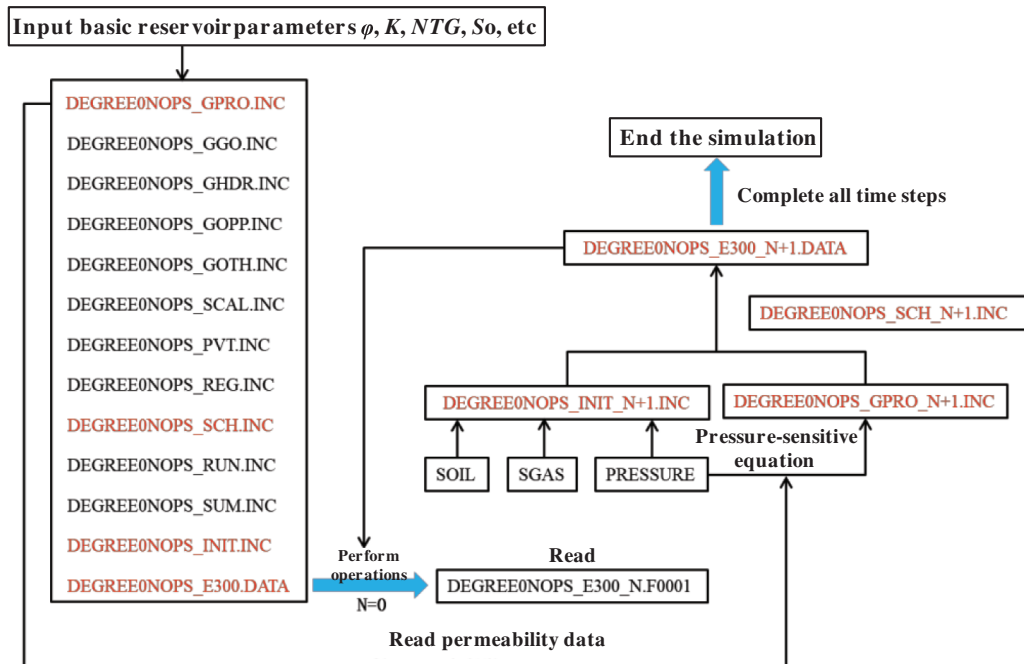 Input basic reservoirparameters φ, K, NTG, So, etc
DEGREE0NOPS_GPRO.INC
DEGREE0NOPS_GGO.INC
DEGREE0NOPS_GHDR.INC
DEGREE0NOPS_GOPP.INC
DEGREE0NOPS_GOTH.INC
DEGREE0NOPS_SCAL.INC
DEGREE0NOPS_PVT.INC
DEGREE0NOPS_REG.INC
DEGREE0NOPS_SCH.INC
DEGREE0NOPS_RUN.INC
DEGREE0NOPS_SUM.INC
DEGREE0NOPS_INIT.INC
DEGREE0NOPS_E300.DATA
End the simulation
Complete all time steps
DEGREE0NOPS_E300_N+1.DATA
DEGREE0NOPS_SCH_N+1.INC
DEGREE0NOPS_INIT_N+1.INC
DEGREE0NOPS_GPRO_N+1.INC
Pressure-sensitive
equation
SOIL
SGAS
PRESSURE
Perform
operations
N=0
Read
DEGREE0NOPS_E300_N.F0001
Read permeability data